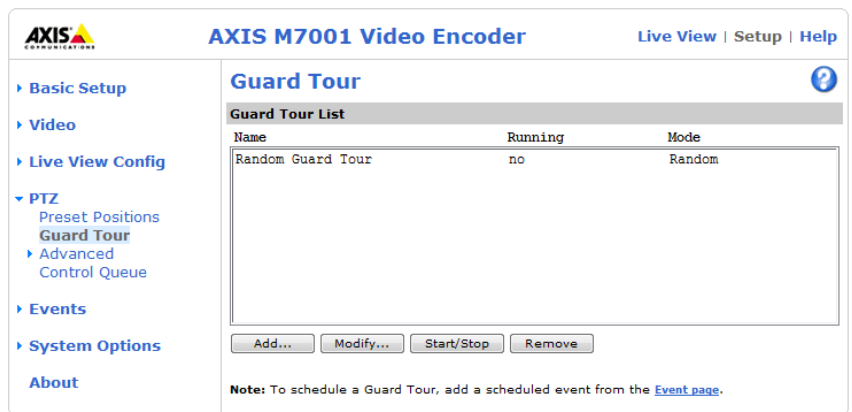 AXIS
COMMUNICATIONS
AXIS M7001 Video Encoder
Live View | Setup | Help
Basic Setup
Video
Live View Config
PTZ
Preset Positions
Guard Tour
Advanced
Control Queue
Events
System Options
About
Guard Tour
?
Guard Tour List
Name Running Mode
Random Guard Tour no Random
Add... Modify... Start/Stop Remove
Note: To schedule a Guard Tour, add a scheduled event from the Event page.